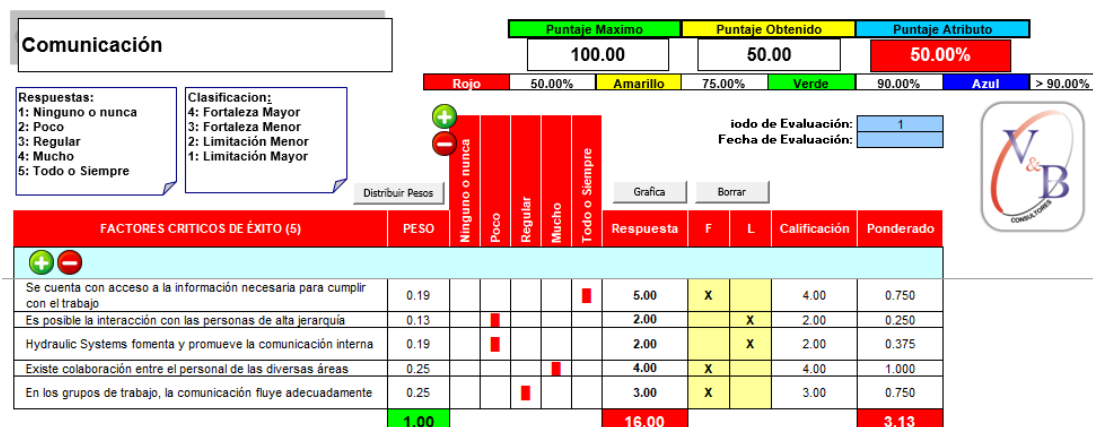 Comunicación
Puntaje Maximo Puntaje Obtenido Puntaje Atributo
100.00 50.00 50.00%
Rojo 50.00% Amarillo 75.00% Verde 90.00% Azul > 90.00%
Respuestas:
1: Ninguno o nunca
2: Poco
3: Regular
4: Mucho
5: Todo o Siempre
Clasificacion:
4: Fortaleza Mayor
3: Fortaleza Menor
2: Limitación Menor
1: Limitación Mayor
iodo de Evaluación: 1
Fecha de Evaluación:
V&B
CONSULTORES
Distribuir Pesos
Grafica
Borrar
FACTORES CRITICOS DE ÉXITO (5) PESO Ninguno o nunca Poco Regular Mucho Todo o Siempre Respuesta F L Calificación Ponderado
Se cuenta con acceso a la información necesaria para cumplir
con el trabajo 0.19 5.00 X 4.00 0.750
Es posible la interacción con las personas de alta jerarquía 0.13 2.00 X 2.00 0.250
Hydraulic Systems fomenta y promueve la comunicación interna 0.19 2.00 X 2.00 0.375
Existe colaboración entre el personal de las diversas áreas 0.25 4.00 X 4.00 1.000
En los grupos de trabajo, la comunicación fluye adecuadamente 0.25 3.00 X 3.00 0.750
1.00 16.00 3.13